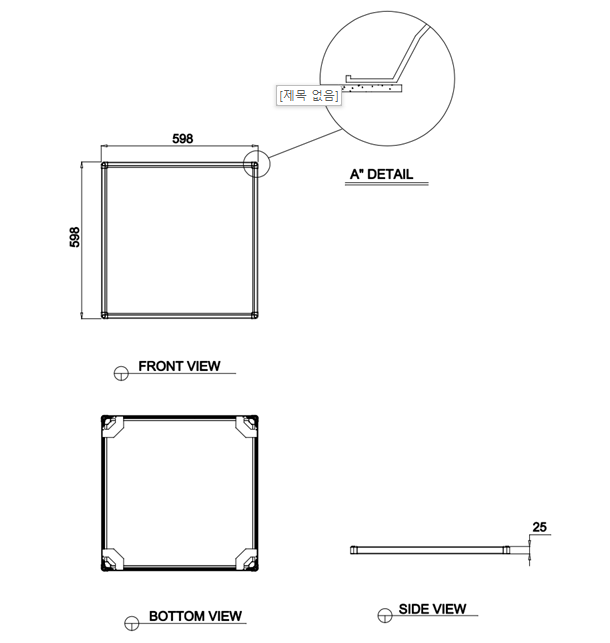 [제목 없음]
598
A" DETAIL
598
FRONT VIEW
25
BOTTOM VIEW
SIDE VIEW